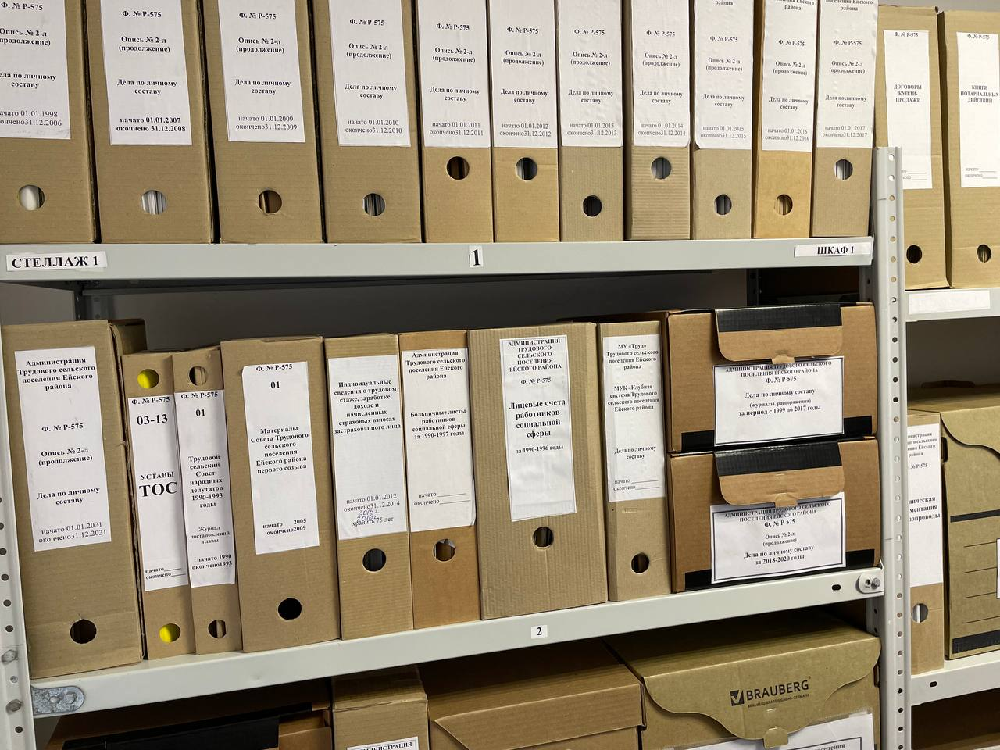 Ф. № Р-575
Опись № 2-л
(продолжение)
Дела по личному
составу
начато 01.01.1998
окончено31.12.2006
Ф. № Р-575
Опись № 2-л
(продолжение)
Дела по личному
составу
начато 01.01.2007
окончено 31.12.2008
Ф. № Р-575
Опись № 2-л
(продолжение)
Дела по личному
составу
начато 01.01.2009
окончено31.12.2009
Ф. № Р-575
Опись № 2-л
(продолжение)
Дела по личному
составу
начато 01.01.2010
окончено31.12.2010
Ф. № Р-575
Опись № 2-л
(продолжение)
Дела по личному
составу
начато 01.01.2011
окончено31.12.2011
Ф. № Р-575
Опись № 2-л
(продолжение)
Дела по личному
составу
начато 01.01.2012
окончено31.12.2012
Ф. № Р-575
Опись № 2-л
(продолжение)
Дела по личному
составу
начато 01.01.2013
окончено31.12.2013
Ф. № Р-575
Опись № 2-л
(продолжение)
Дела по личному
составу
начато 01.01.2014
окончено31.12.2014
района
Ф. № Р-575
Опись № 2-л
(продолжение)
Дела по личному
составу
начато 01.01.2015
окончено31.12.2015
поселения Ейского
района
Ф. № Р-575
Опись № 2-л
(продолжение)
Дела по личному
составу
начато 01.01.2016
окончено31.12.2016
поселения Ейского
района
Ф. № Р-575
Опись № 2-л
(продолжение)
Дела по личному
составу
начато 01.01.2017
окончено31.12.2017
Ф. № Р-575
ДОГОВОРЫ
КУПЛИ-
ПРОДАЖИ
начато
Ф. № Р-575
КНИГИ
НОТАРИАЛЬНЫХ
ДЕЙСТВИЙ
начато
окончено
СТЕЛЛАЖ 1
1
ШКАФ 1
Администрация
Трудового сельского
поселения Ейского
района
Ф. № Р-575
Опись № 2-л
(продолжение)
Дела по личному
составу
начато 01.01.2021
окончено31.12.2021
Ф. № Р-575
03-13
УСТАВЫ
ТОС
начато
окончено
Ф. № Р-575
01
Трудовой
сельский
Совет
народных
депутатов
1990-1993
годы
Журнал
постановлений
главы
начато 1990
окончено1993
Ф. № Р-575
01
Материалы
Совета Трудового
сельского
поселения
Ейского района
первого созыва
начато 2005
окончено2009
Индивидуальные
сведения о трудовом
стаже, заработке,
доходе и
начисленных
страховых взносах
застрахованного лица
начато 01.01.2012
окончено31.12.2014
2015г
2016г
хранить 75 лет
Администрация
Трудового сельского
поселения Ейского
района
Больничные листы
работников
социальной сферы
за 1990-1997 годы
начато
окончено
АДМИНИСТРАЦИЯ
ТРУДОВОГО
СЕЛЬСКОГО
ПОСЕЛЕНИЯ
ЕЙСКОГО РАЙОНА
Ф. № Р-575
Лицевые счета
работников
социальной
сферы
за 1990-1996 годы
МУ «Труд»
Трудового сельского
поселения Ейского
района
МУК «Клубная
система Трудового
сельского поселения
Ейского района
Дела по личному
составу
начато
окончено
АДМИНИСТРАЦИЯ ТРУДОВОГО СЕЛЬСКОГО
ПОСЕЛЕНИЯ ЕЙСКОГО РАЙОНА
Ф. № Р-575
Дела по личному составу
(журналы, распоряжения)
за период с 1999 по 2017 годы
АДМИНИСТРАЦИЯ ТРУДОВОГО СЕЛЬСКОГО
ПОСЕЛЕНИЯ ЕЙСКОГО РАЙОНА
Ф. № Р-575
Опись № 2-л
(продолжение)
Дела по личному составу
за 2018-2020 годы
района
№ Р-575
2
BRAUBERG
BRAUBERG BRANDS GMBH • GERMANY